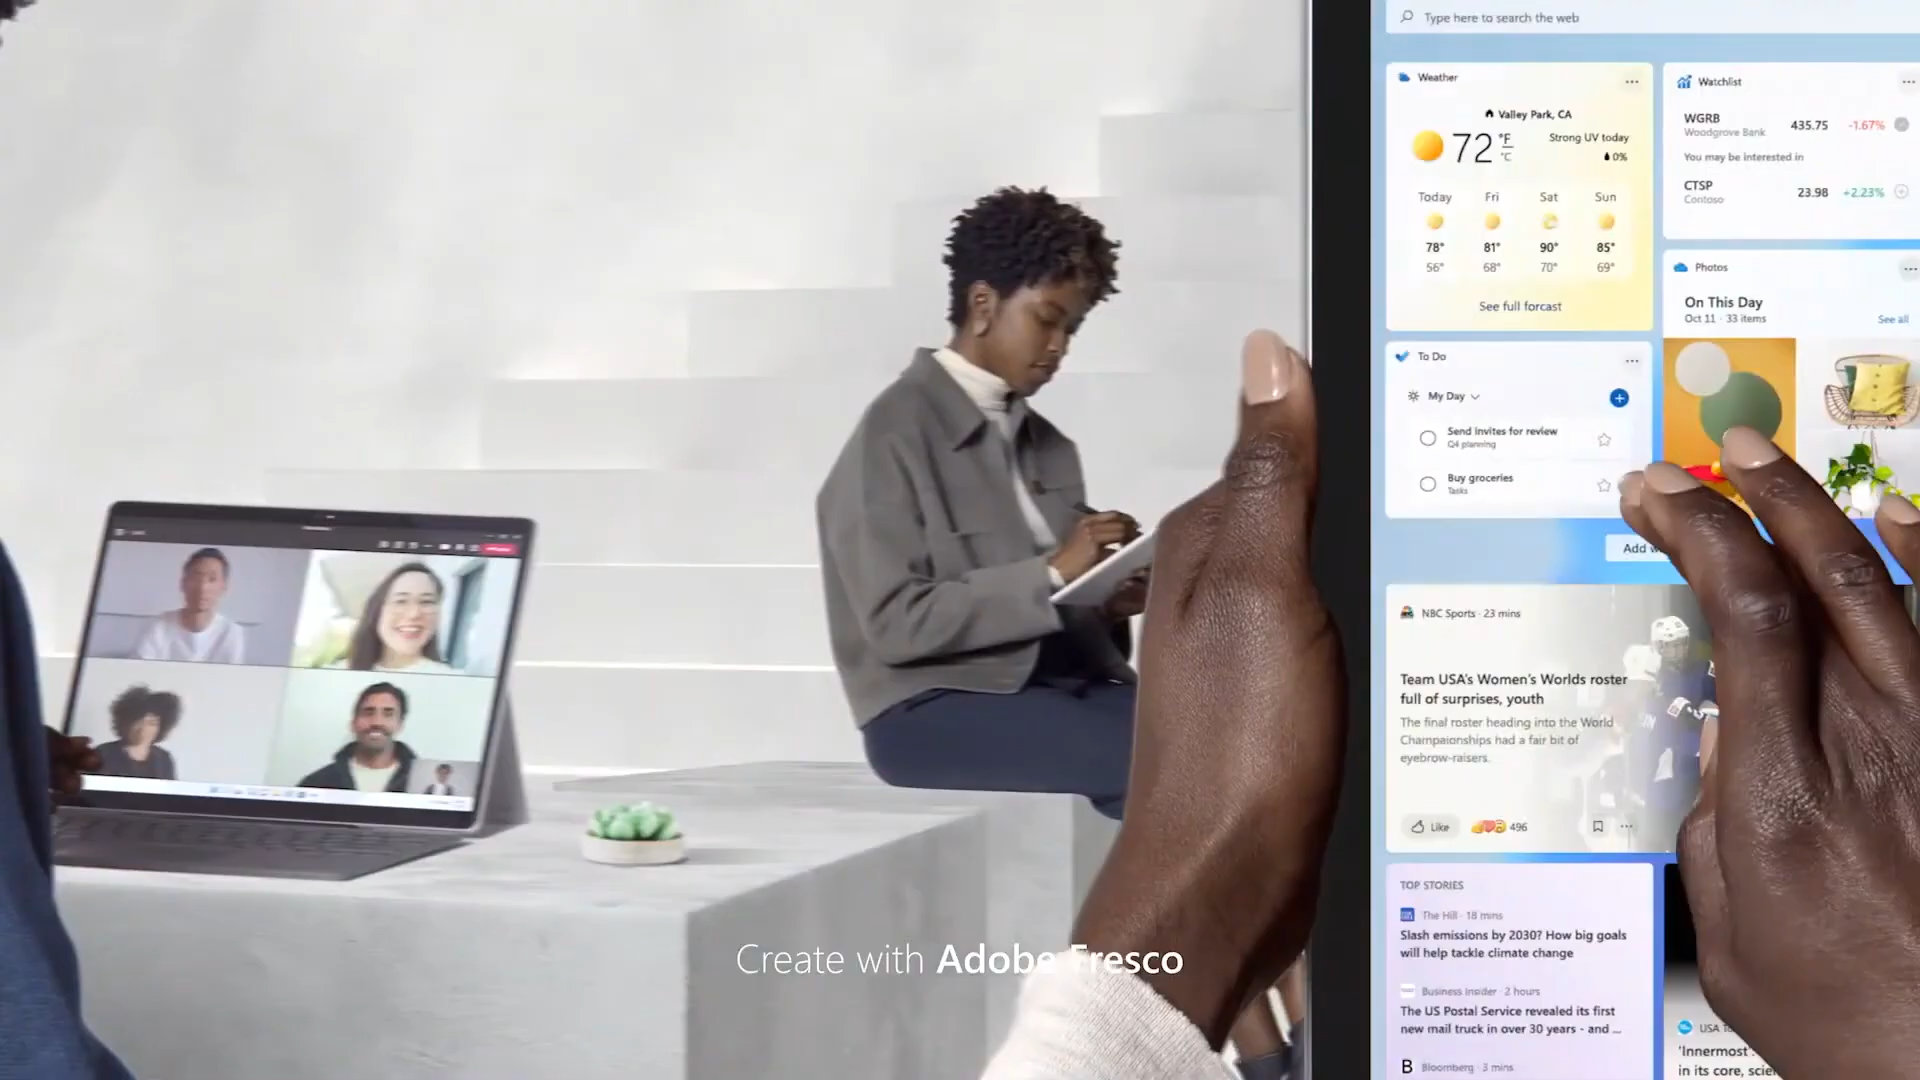 Type here to search the web
Weather
Valley Park, CA
72 °F
°C
Strong UV today
0%
Today Fri Sat Sun
78° 81° 90° 85°
56° 68° 70° 69°
See full forcast
Watchlist
WGRB 435.75 -1.67%
Woodgrove Bank
You may be interested in
CTSP 23.98 +2.23%
Contoso
Photos
On This Day
Oct 11 · 33 items
See all
To Do
My Day
Send invites for review
Q4 planning
Buy groceries
Tasks
Add
NBC Sports · 23 mins
Team USA's Women's Worlds roster
full of surprises, youth
The final roster heading into the World
Champaionships had a fair bit of
eyebrow-raisers.
Like 496
TOP STORIES
The Hill · 18 mins
Slash emissions by 2030? How big goals
will help tackle climate change
Business Insider · 2 hours
The US Postal Service revealed its first
new mail truck in over 30 years - and ...
B Bloomberg · 3 mins
USA
'Innermost
in its core,
Create with Adobe Fresco